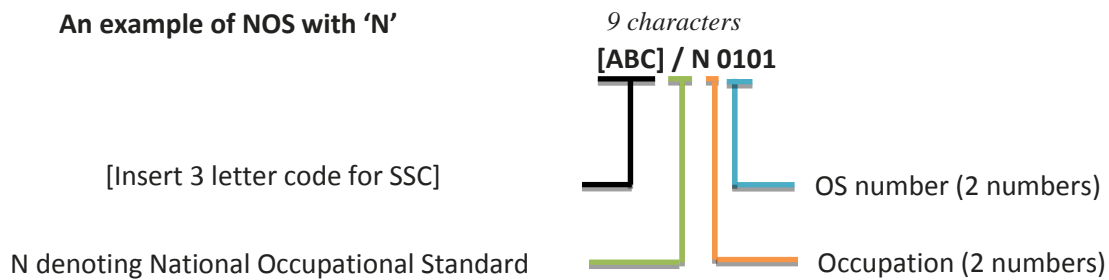 An example of NOS with ‘N’
9 characters
[ABC] / N 0101
[Insert 3 letter code for SSC]
OS number (2 numbers)
N denoting National Occupational Standard
Occupation (2 numbers)